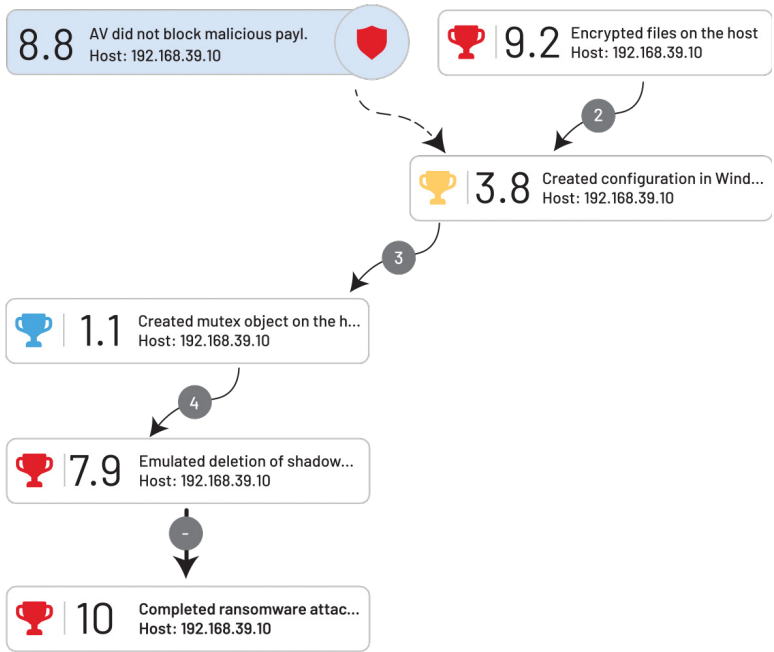 8.8
AV did not block malicious payl.
Host: 192.168.39.10
9.2
Encrypted files on the host
Host: 192.168.39.10
2
3.8
Created configuration in Wind...
Host: 192.168.39.10
3
1.1
Created mutex object on the h...
Host: 192.168.39.10
4
7.9
Emulated deletion of shadow...
Host: 192.168.39.10
-
10
Completed ransomware attac...
Host: 192.168.39.10